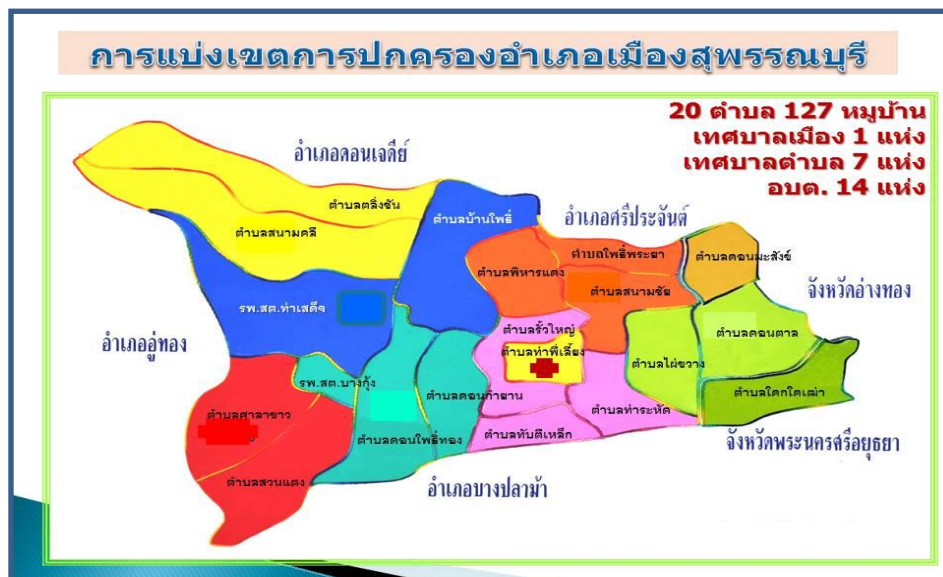 การแบ่งเขตการปกครองอำเภอเมืองสุพรรณบุรี
20 ตำบล 127 หมู่บ้าน
เทศบาลเมือง 1 แห่ง
เทศบาลตำบล 7 แห่ง
อบต. 14 แห่ง
อำเภอดอนเจดีย์
ตำบลตลิ่งชัน
ตำบลสนามคลี
ตำบลบ้านโพธิ์
อำเภอศรีประจันต์
ตำบลโพธิ์พระยา
ตำบลดอนมะสังข์
ตำบลพิหารแดง
ตำบลสนามชัย
จังหวัดอ่างทอง
รพ.สต.ท่าเสด็จ
ตำบลรั้วใหญ่
ตำบลดอนตาล
อำเภออู่ทอง
ตำบลท่าพี่เลี้ยง
ตำบลไผ่ขวาง
รพ.สต.บางกุ้ง
ตำบลดอนกำยาน
ตำบลโคกโคเฒ่า
ตำบลศาลาขาว
ตำบลท่าระหัด
ตำบลดอนโพธิ์ทอง
ตำบลทับตีเหล็ก
จังหวัดพระนครศรีอยุธยา
ตำบลสวนแตง
อำเภอบางปลาม้า